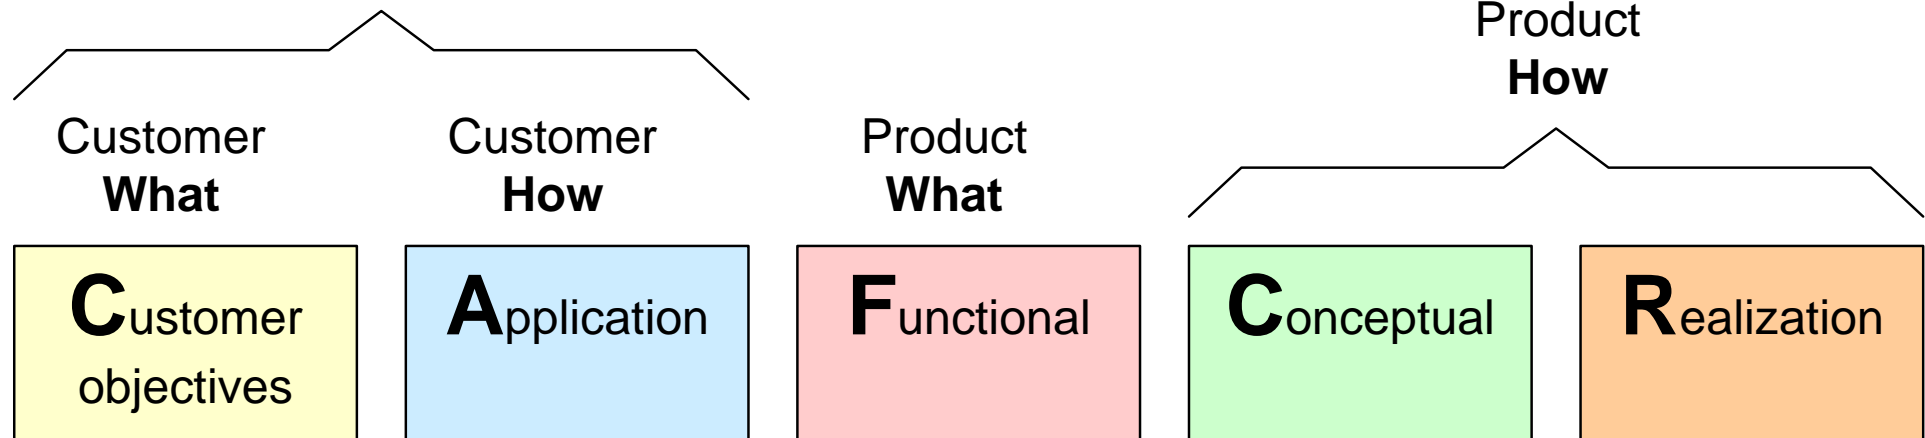 Product
How
Customer
What
Customer
How
Product
What
Customer
objectives
Application
Functional
Conceptual
Realization